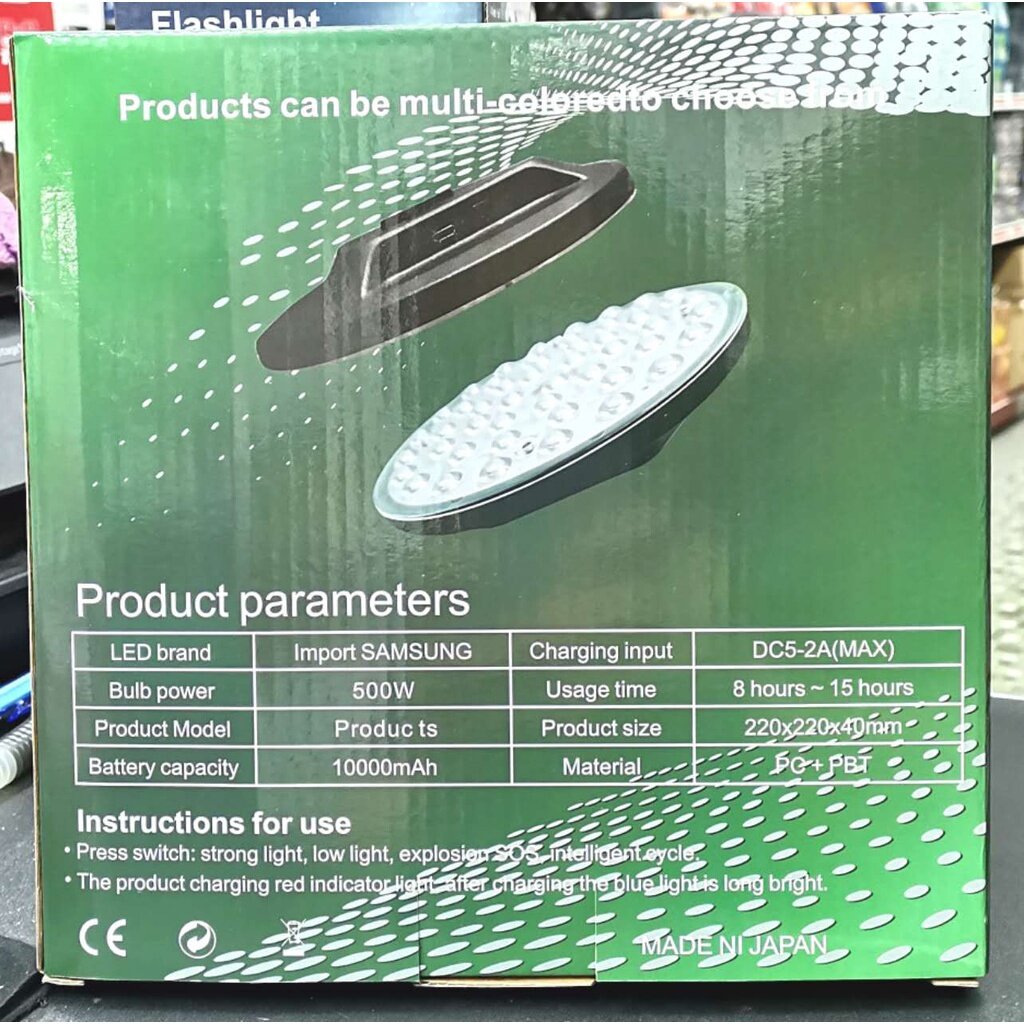 Flashlight
Products can be multi-coloredto choose from
Product parameters
LED brand Import SAMSUNG Charging input DC5-2A(MAX)
Bulb power 500W Usage time 8 hours ~ 15 hours
Product Model Produc ts Product size 220x220x40mm
Battery capacity 10000mAh Material PC + PBT
Instructions for use
• Press switch: strong light, low light, explosion SOS, intelligent cycle.
• The product charging red indicator light, after charging the blue light is long bright.
CE
MADE NI JAPAN